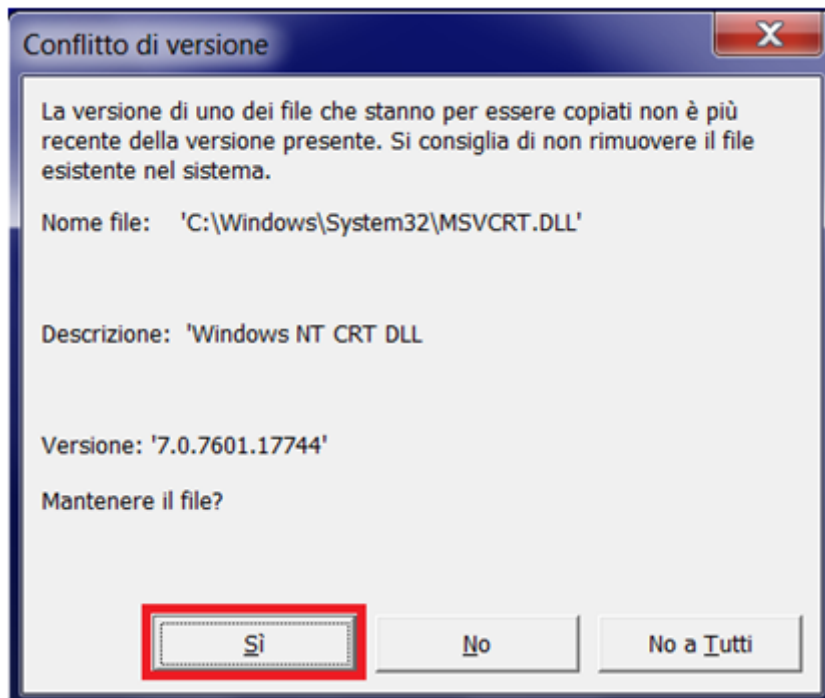 Conflitto di versione
La versione di uno dei file che stanno per essere copiati non è più
recente della versione presente. Si consiglia di non rimuovere il file
esistente nel sistema.
Nome file: 'C:\Windows\System32\MSVCRT.DLL'
Descrizione: 'Windows NT CRT DLL
Versione: '7.0.7601.17744'
Mantenere il file?
Sì No No a Tutti